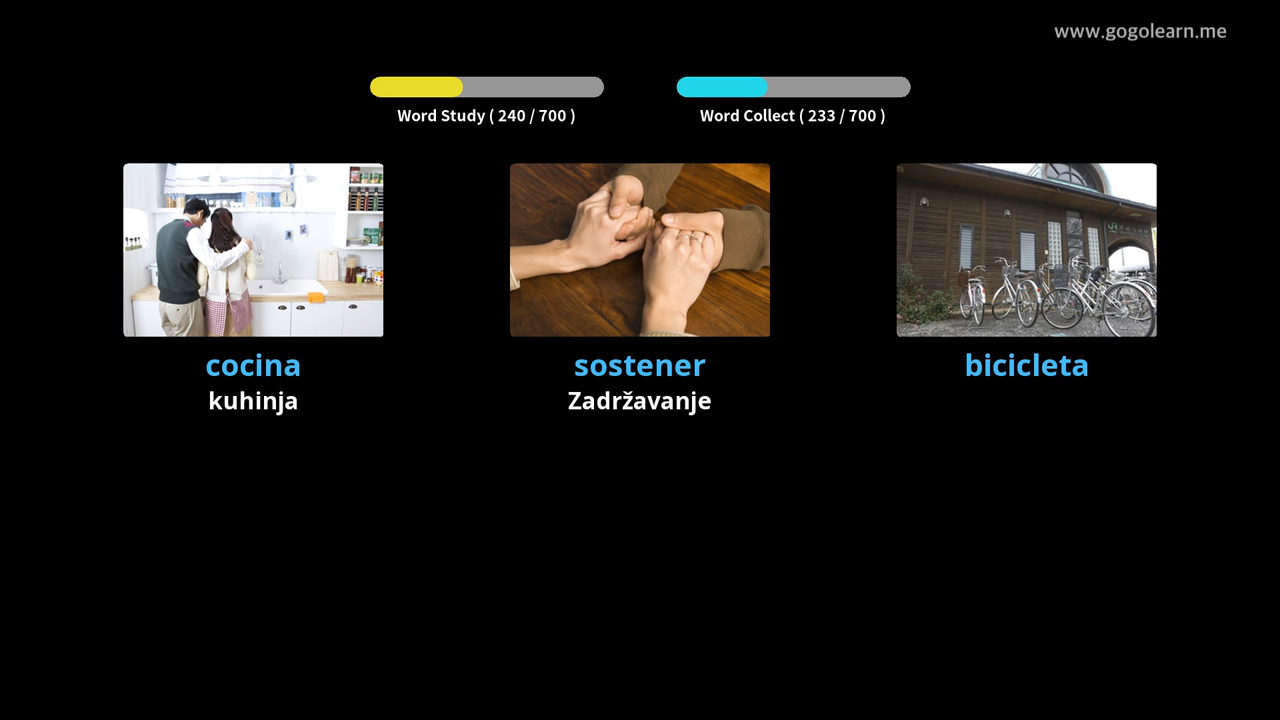 www.gogolearn.me
Word Study ( 240 / 700 )
Word Collect ( 233 / 700 )
cocina
kuhinja
sostener
Zadržavanje
bicicleta